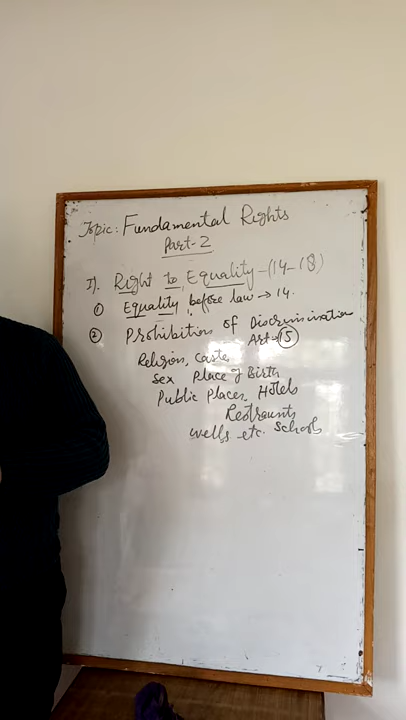 Topic: Fundamental Rights
Part-2
I). Right to Equality-(14-18)
① Equality before law → 14.
② Prohibition of Discrimination
Art-15
Religion, Caste,
Sex Place of Birth
Public Places, Hotels
Restraunts
wells etc. Schools